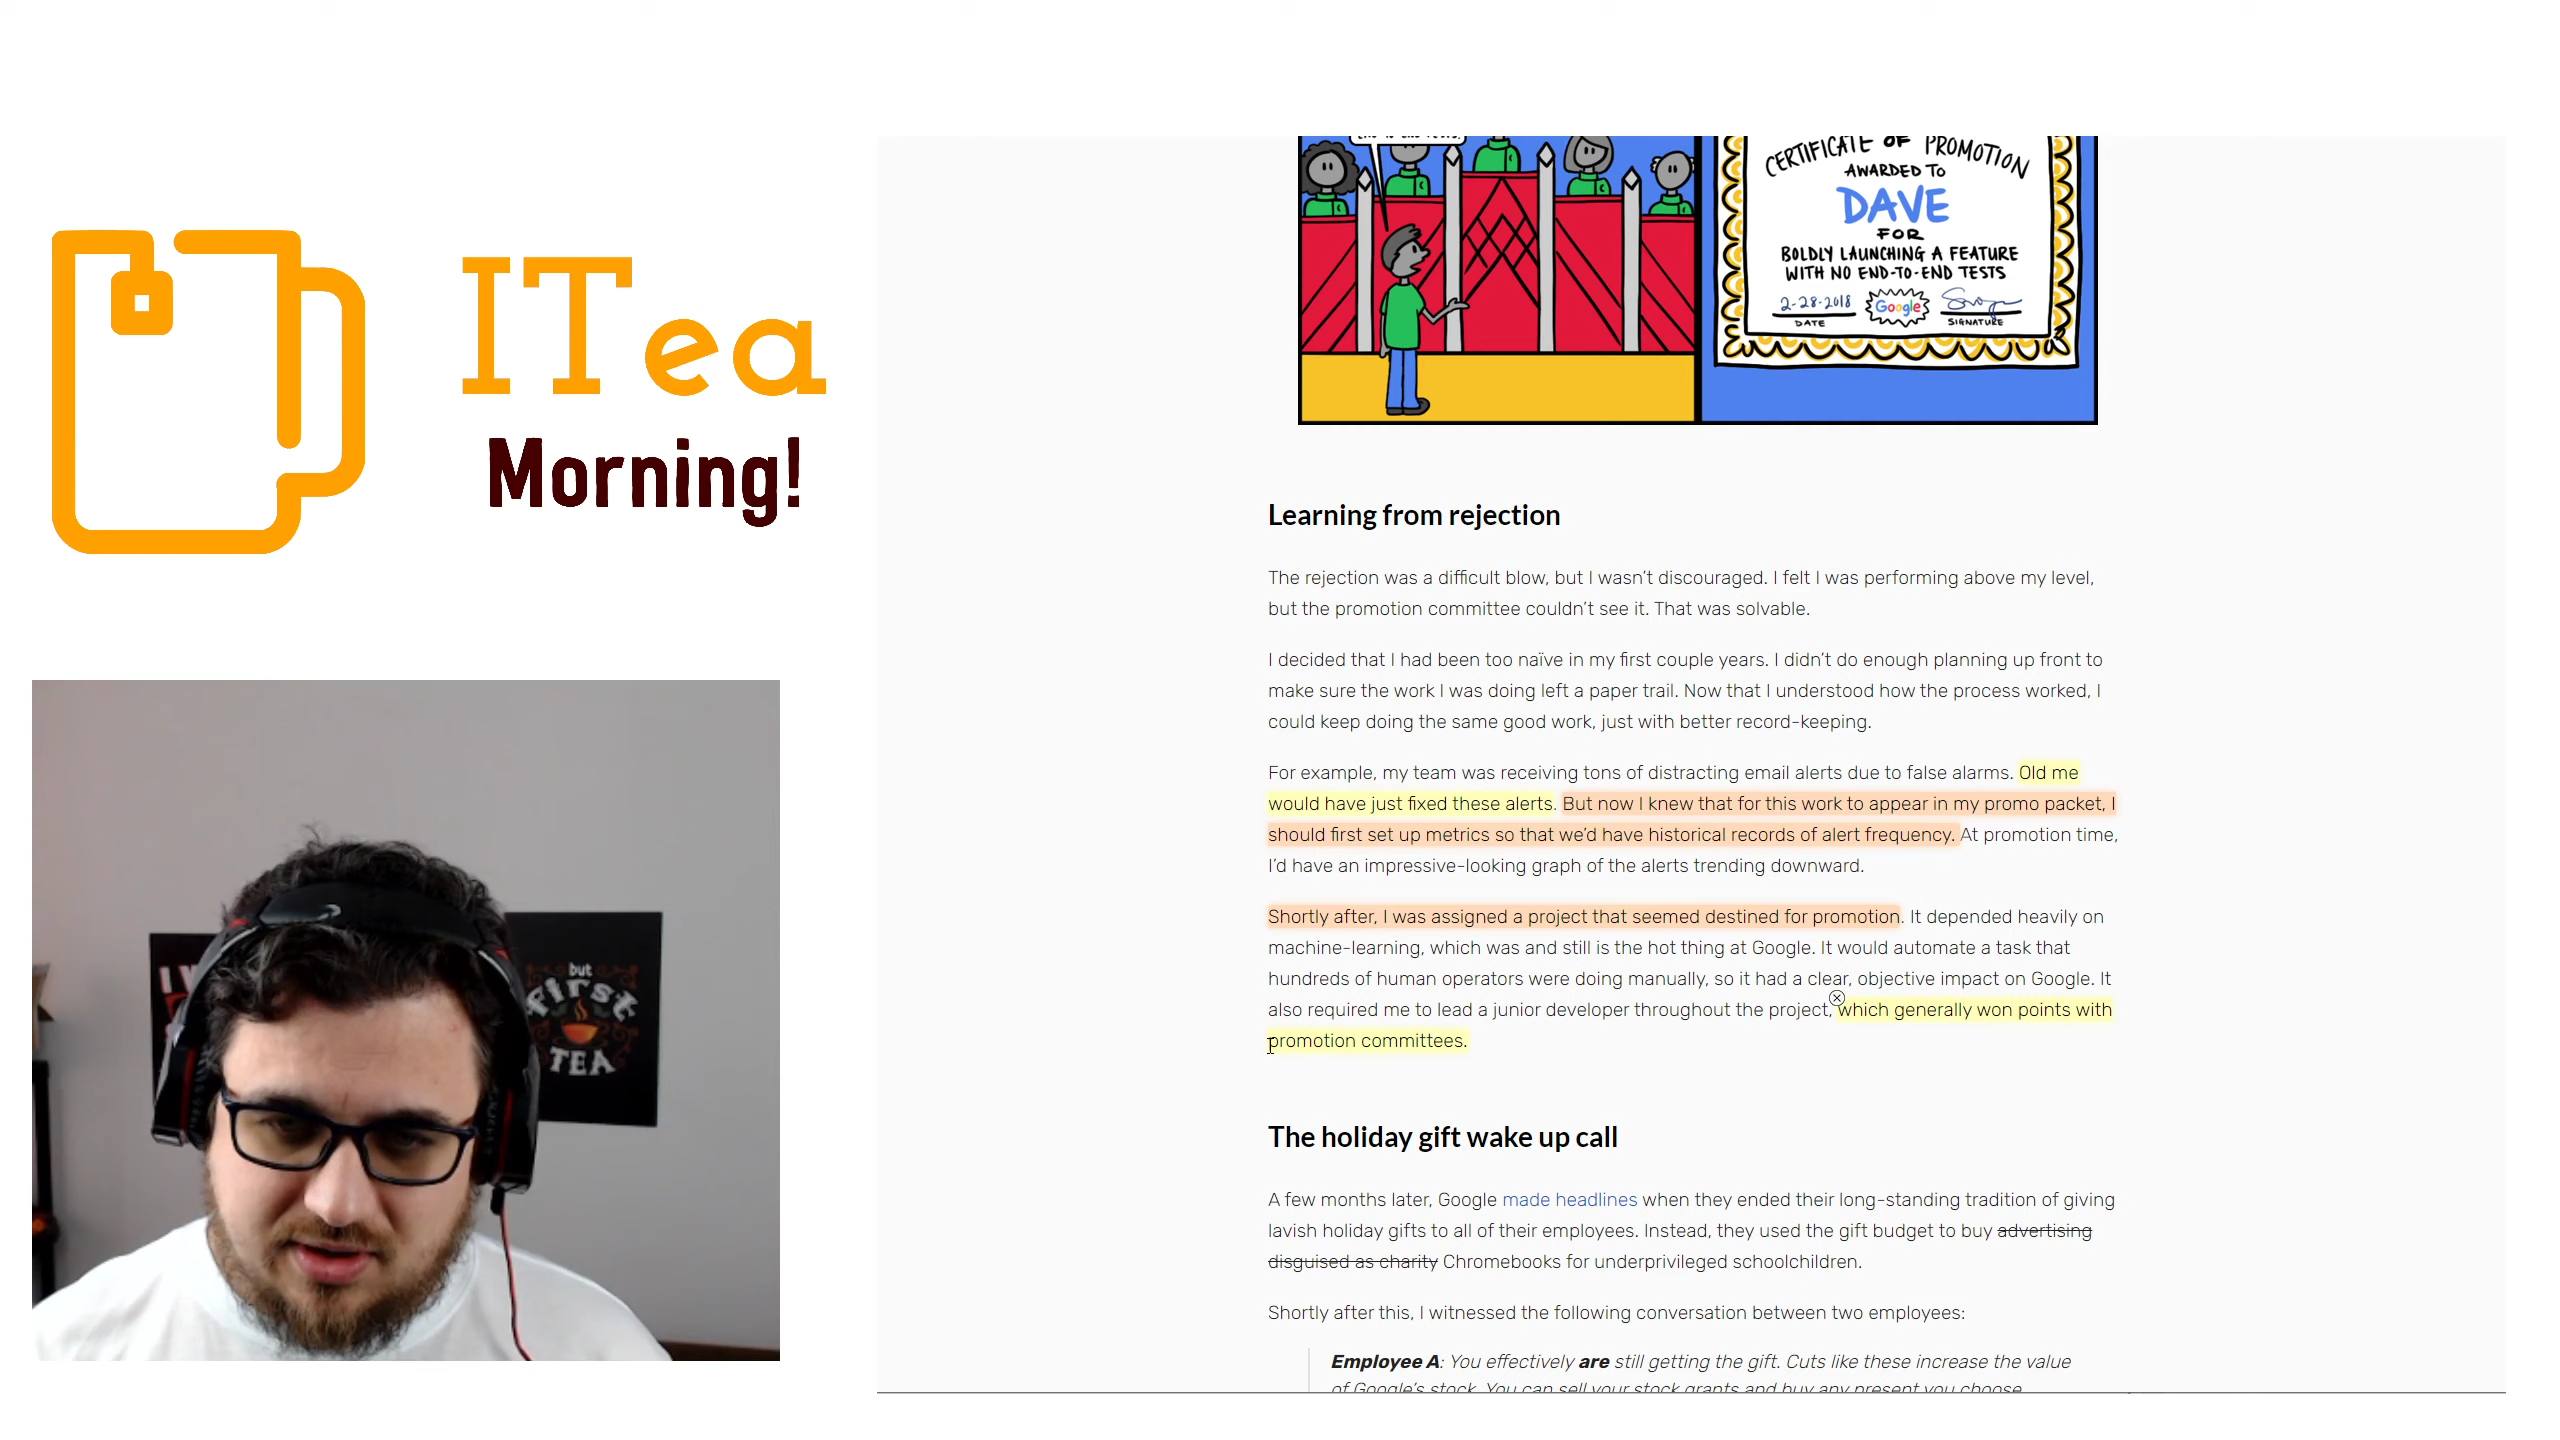 ITea
Morning!
but
first
TEA
CERTIFICATE OF PROMOTION
AWARDED TO
DAVE
FOR
BOLDLY LAUNCHING A FEATURE
WITH NO END-TO-END TESTS
2-28-2018
Google
DATE
SIGNATURE
Learning from rejection
The rejection was a difficult blow, but I wasn't discouraged. I felt I was performing above my level,
but the promotion committee couldn't see it. That was solvable.
I decided that I had been too naïve in my first couple years. I didn't do enough planning up front to
make sure the work I was doing left a paper trail. Now that I understood how the process worked, I
could keep doing the same good work, just with better record-keeping.
For example, my team was receiving tons of distracting email alerts due to false alarms. Old me
would have just fixed these alerts. But now I knew that for this work to appear in my promo packet, I
should first set up metrics so that we'd have historical records of alert frequency. At promotion time,
I'd have an impressive-looking graph of the alerts trending downward.
Shortly after, I was assigned a project that seemed destined for promotion. It depended heavily on
machine-learning, which was and still is the hot thing at Google. It would automate a task that
hundreds of human operators were doing manually, so it had a clear, objective impact on Google. It
also required me to lead a junior developer throughout the project, which generally won points with
promotion committees.
The holiday gift wake up call
A few months later, Google made headlines when they ended their long-standing tradition of giving
lavish holiday gifts to all of their employees. Instead, they used the gift budget to buy advertising
disguised as charity Chromebooks for underprivileged schoolchildren.
Shortly after this, I witnessed the following conversation between two employees:
Employee A: You effectively are still getting the gift. Cuts like these increase the value
of Google's stock. You can sell your stock grants and buy any present you choose.